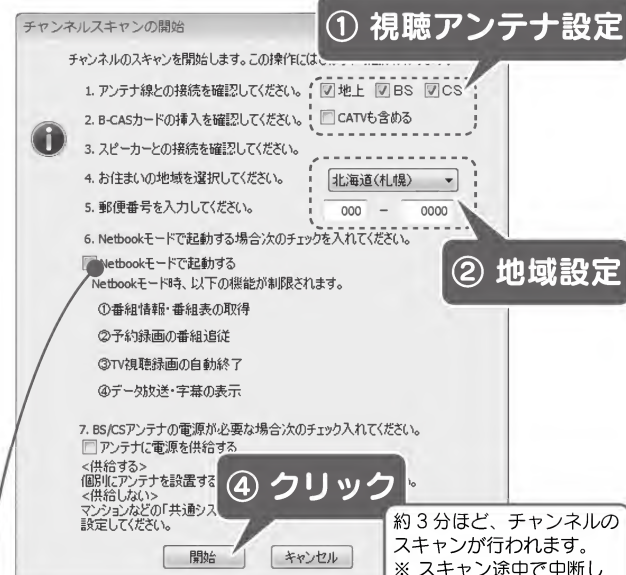 ① 視聴アンテナ設定
チャンネルスキャンの開始
チャンネルのスキャンを開始します。この操作には
1. アンテナ線との接続を確認してください。
地上 BS CS
2. B-CASカードの挿入を確認してください。
CATVも含める
3. スピーカーとの接続を確認してください。
4. お住まいの地域を選択してください。
北海道(札幌)
5. 郵便番号を入力してください。
000 - 0000
6. Netbookモードで起動する場合次のチェックを入れてください。
② 地域設定
Netbookモードで起動する
Netbookモード時、以下の機能が制限されます。
①番組情報・番組表の取得
②予約録画の番組追従
③TV視聴録画の自動終了
④データ放送・字幕の表示
7. BS/CSアンテナの電源が必要な場合次のチェック入れてください。
アンテナに電源を供給する
<供給する>
個別にアンテナを設置する
④ クリック
<供給しない>
マンションなどの「共通シス
設定してください。
開始 キャンセル
約 3 分ほど、チャンネルの
スキャンが行われます。
※ スキャン途中で中断し